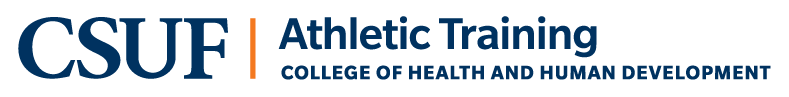 CSUF
Athletic Training
COLLEGE OF HEALTH AND HUMAN DEVELOPMENT